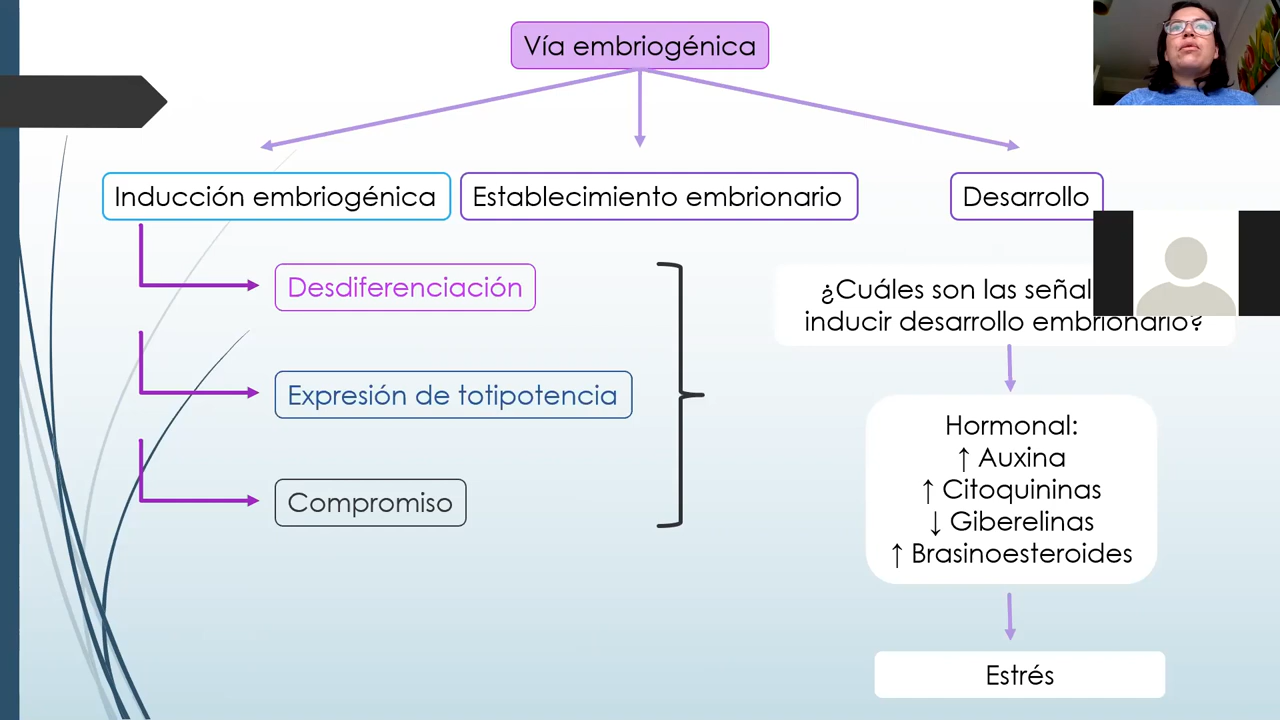 Vía embriogénica
Inducción embriogénica
Establecimiento embrionario
Desarrollo
Desdiferenciación
Expresión de totipotencia
Compromiso
¿Cuáles son las
inducir desarrollo embrionario?
Hormonal:
↑ Auxina
↑ Citoquininas
↓ Giberelinas
↑ Brasinoesteroides
Estrés